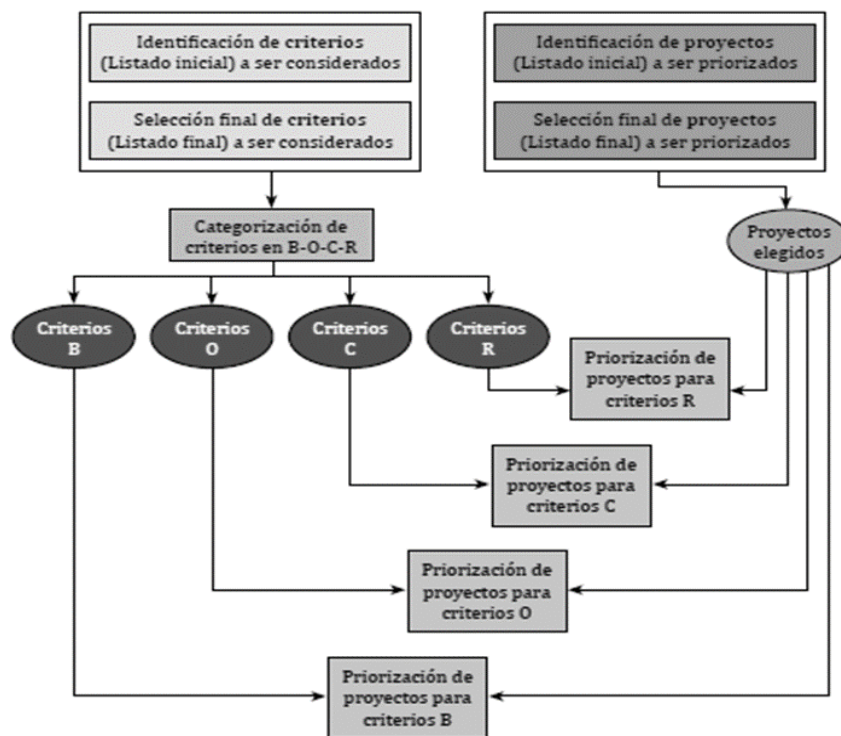 Identificación de criterios
(Listado inicial) a ser considerados
Selección final de criterios
(Listado final) a ser considerados
Identificación de proyectos
(Listado inicial) a ser priorizados
Selección final de proyectos
(Listado final) a ser priorizados
Categorización de
criterios en B-O-C-R
Proyectos
elegidos
Criterios
B
Criterios
O
Criterios
C
Criterios
R
Priorización de
proyectos para
criterios R
Priorización de
proyectos para
criterios C
Priorización de
proyectos para
criterios O
Priorización de
proyectos para
criterios B